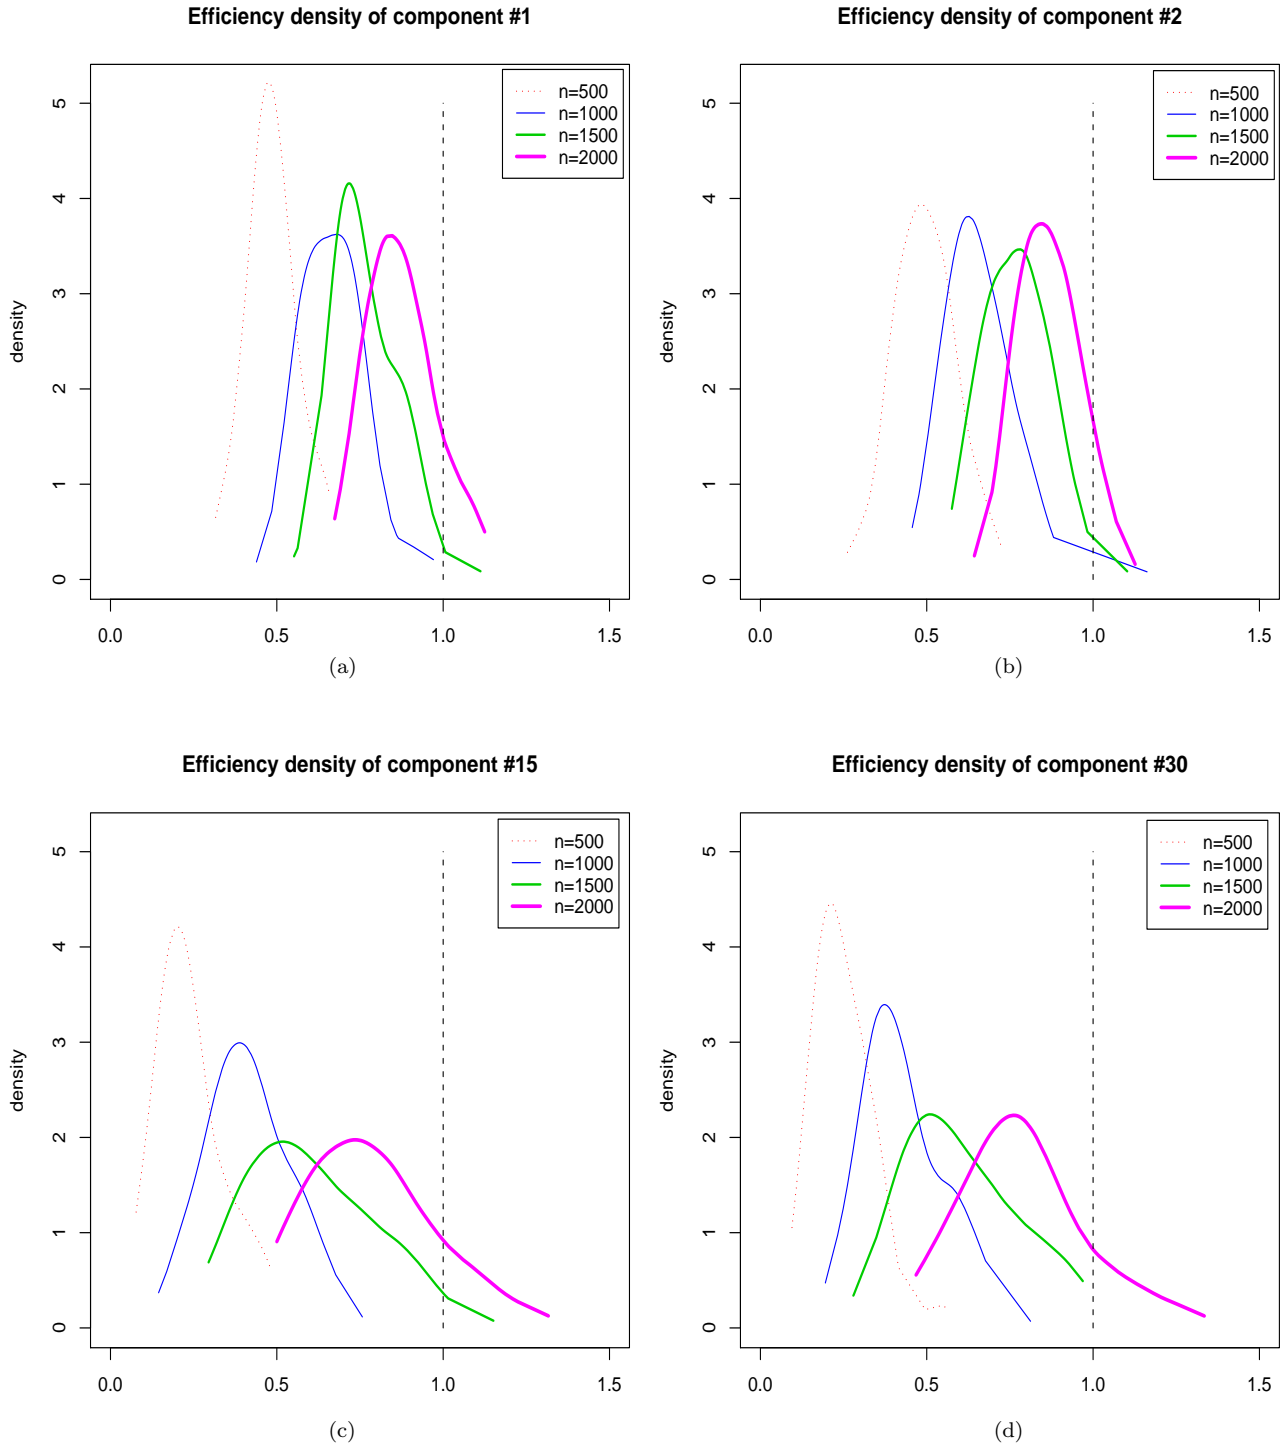 Efficiency density of component #1
density
0 1 2 3 4 5
n=500
n=1000
n=1500
n=2000
0.0 0.5 1.0 1.5
(a)
Efficiency density of component #2
density
0 1 2 3 4 5
n=500
n=1000
n=1500
n=2000
0.0 0.5 1.0 1.5
(b)
Efficiency density of component #15
density
0 1 2 3 4 5
n=500
n=1000
n=1500
n=2000
0.0 0.5 1.0 1.5
(c)
Efficiency density of component #30
density
0 1 2 3 4 5
n=500
n=1000
n=1500
n=2000
0.0 0.5 1.0 1.5
(d)